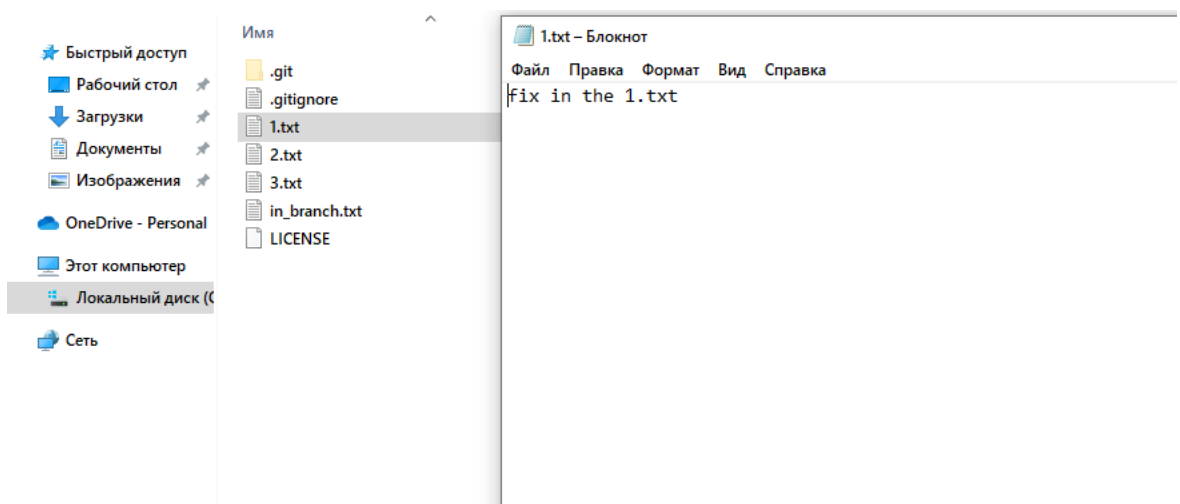 Быстрый доступ
Рабочий стол
Загрузки
Документы
Изображения
OneDrive - Personal
Этот компьютер
Локальный диск (
Сеть
Имя
.git
.gitignore
1.txt
2.txt
3.txt
in_branch.txt
LICENSE
1.txt – Блокнот
Файл Правка Формат Вид Справка
fix in the 1.txt